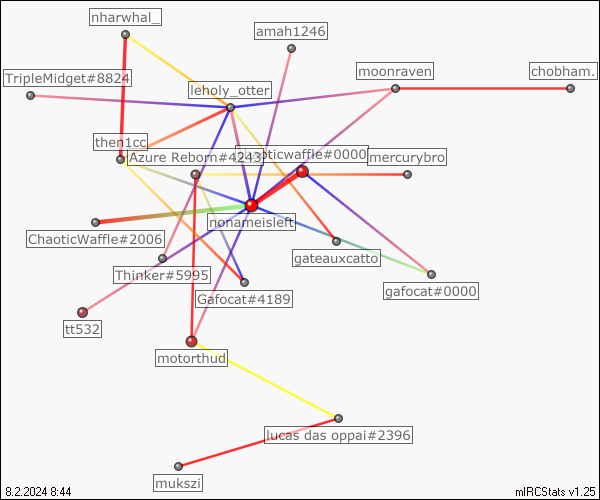 nharwhal_
amah1246
moonraven
chobham.
TripleMidget#8824
leholy_otter
then1cc
Azure Reborn#4243
chaoticwaffle#0000
mercurybro
nonameisleft
ChaoticWaffle#2006
gateauxcatto
Thinker#5995
gafocat#0000
Gafocat#4189
tt532
motorthud
lucas das oppai#2396
mukszi
8.2.2024 8:44
mIRCStats v1.25